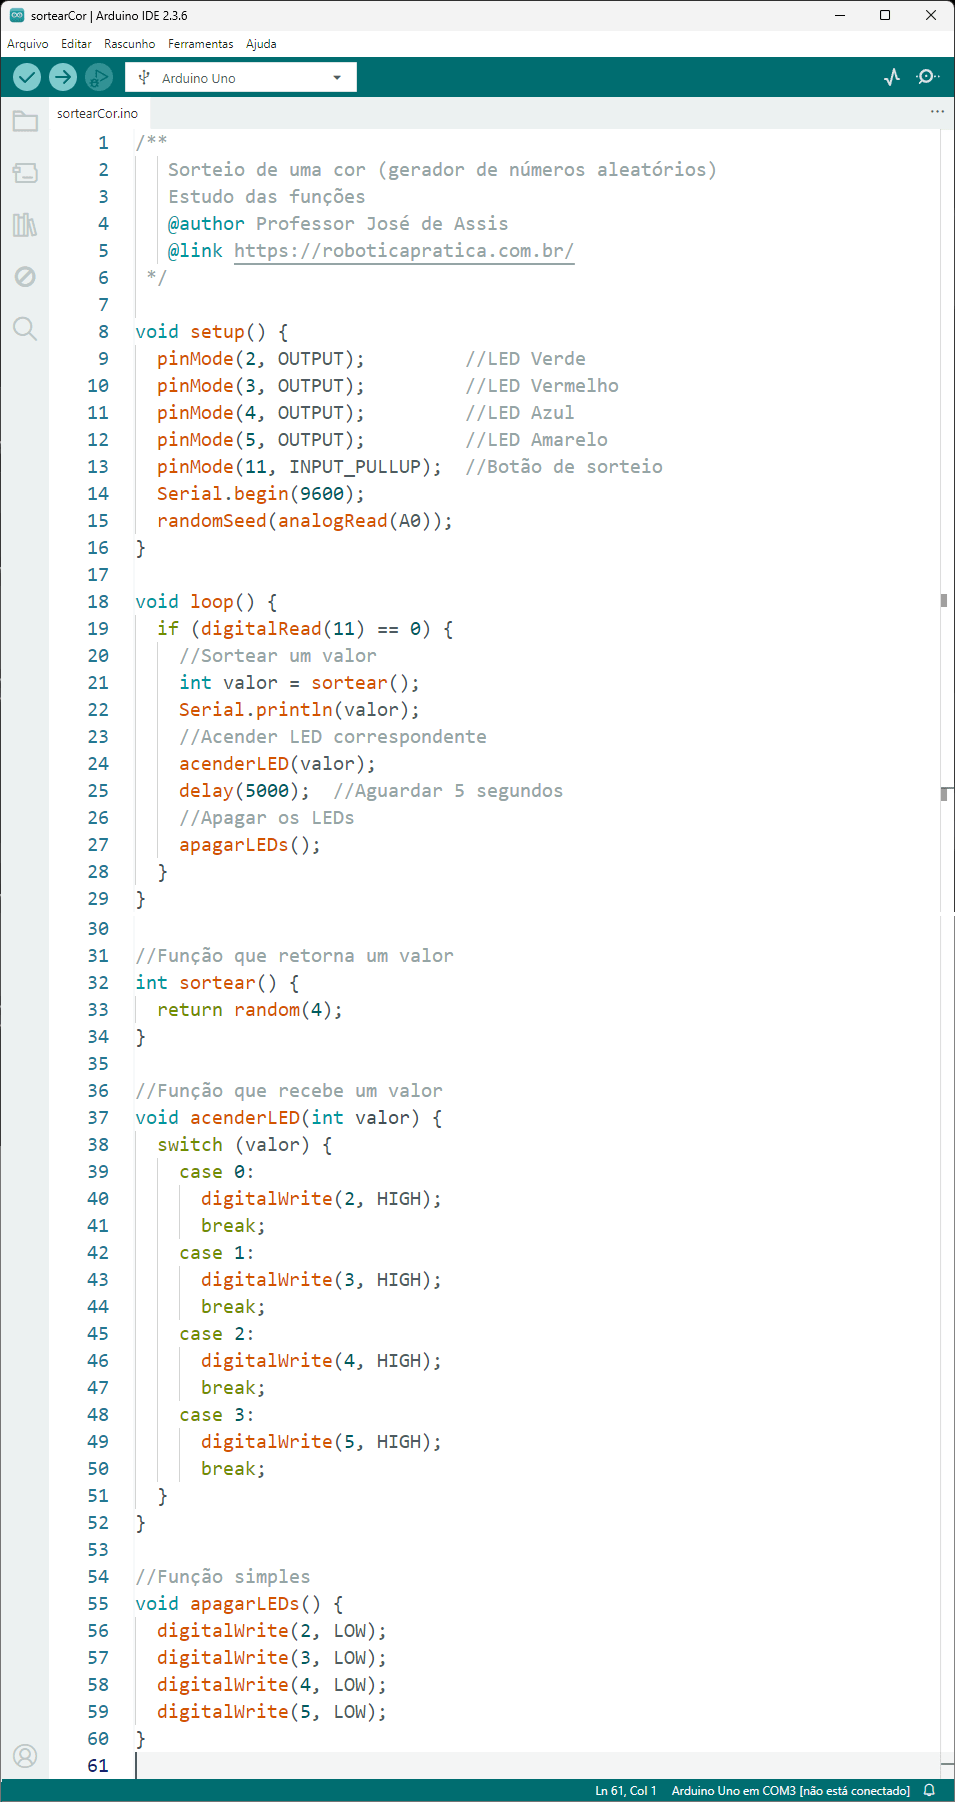 sortearCor | Arduino IDE 2.3.6
Arquivo Editar Rascunho Ferramentas Ajuda
Arduino Uno
sortearCor.ino
1 /**
2 Sorteio de uma cor (gerador de números aleatórios)
3 Estudo das funções
4 @author Professor José de Assis
5 @link https://roboticapratica.com.br/
6 */
7
8 void setup() {
9 pinMode(2, OUTPUT); //LED Verde
10 pinMode(3, OUTPUT); //LED Vermelho
11 pinMode(4, OUTPUT); //LED Azul
12 pinMode(5, OUTPUT); //LED Amarelo
13 pinMode(11, INPUT_PULLUP); //Botão de sorteio
14 Serial.begin(9600);
15 randomSeed(analogRead(A0));
16 }
17
18 void loop() {
19 if (digitalRead(11) == 0) {
20 //Sortear um valor
21 int valor = sortear();
22 Serial.println(valor);
23 //Acender LED correspondente
24 acenderLED(valor);
25 delay(5000); //Aguardar 5 segundos
26 //Apagar os LEDs
27 apagarLEDs();
28 }
29 }
30
31 //Função que retorna um valor
32 int sortear() {
33 return random(4);
34 }
35
36 //Função que recebe um valor
37 void acenderLED(int valor) {
38 switch (valor) {
39 case 0:
40 digitalWrite(2, HIGH);
41 break;
42 case 1:
43 digitalWrite(3, HIGH);
44 break;
45 case 2:
46 digitalWrite(4, HIGH);
47 break;
48 case 3:
49 digitalWrite(5, HIGH);
50 break;
51 }
52 }
53
54 //Função simples
55 void apagarLEDs() {
56 digitalWrite(2, LOW);
57 digitalWrite(3, LOW);
58 digitalWrite(4, LOW);
59 digitalWrite(5, LOW);
60 }
61
Ln 61, Col 1 Arduino Uno em COM3 [não está conectado]